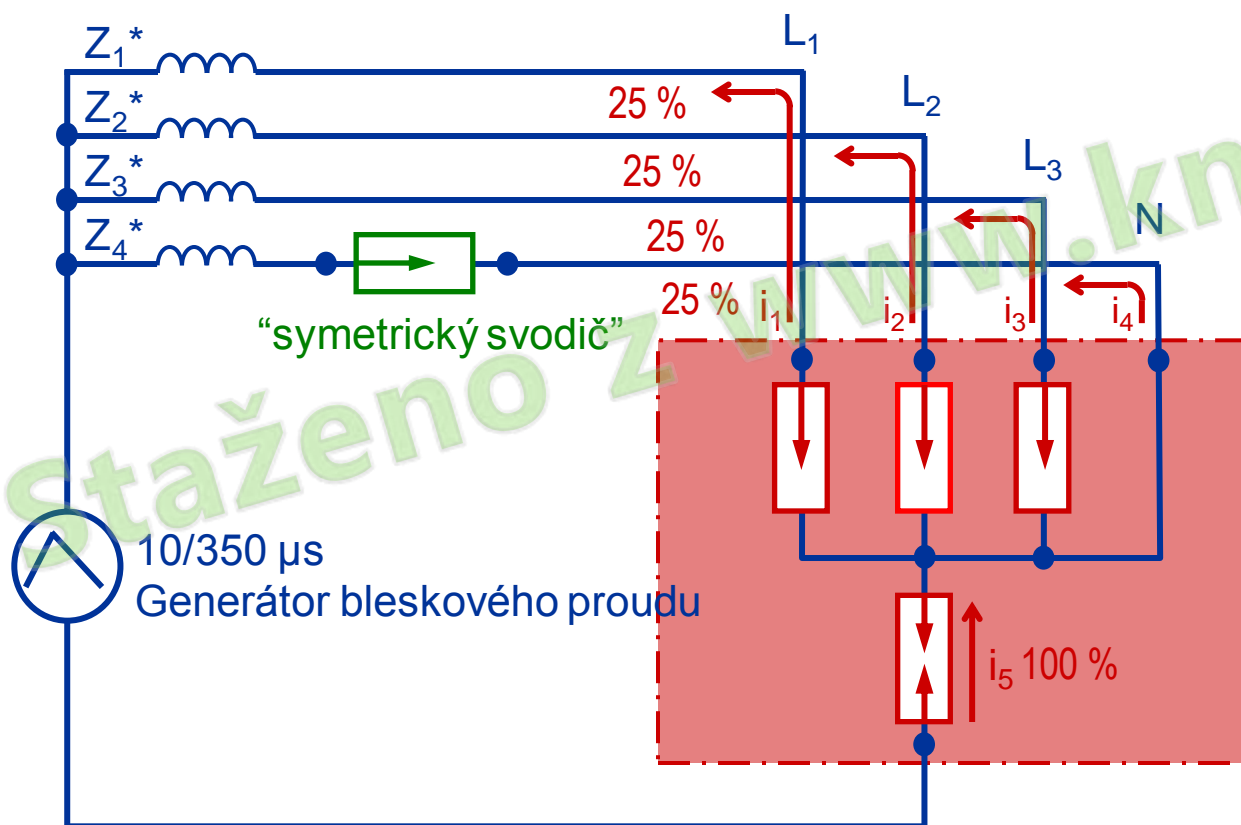 Z1*
L1
25 %
L2
Z2*
25 %
L3
Z3*
25 %
N
Z4*
25 %
i1
i2
i3
i4
“symetrický svodič”
10/350 µs
Generátor bleskového proudu
i5 100 %
Staženo z www.kn